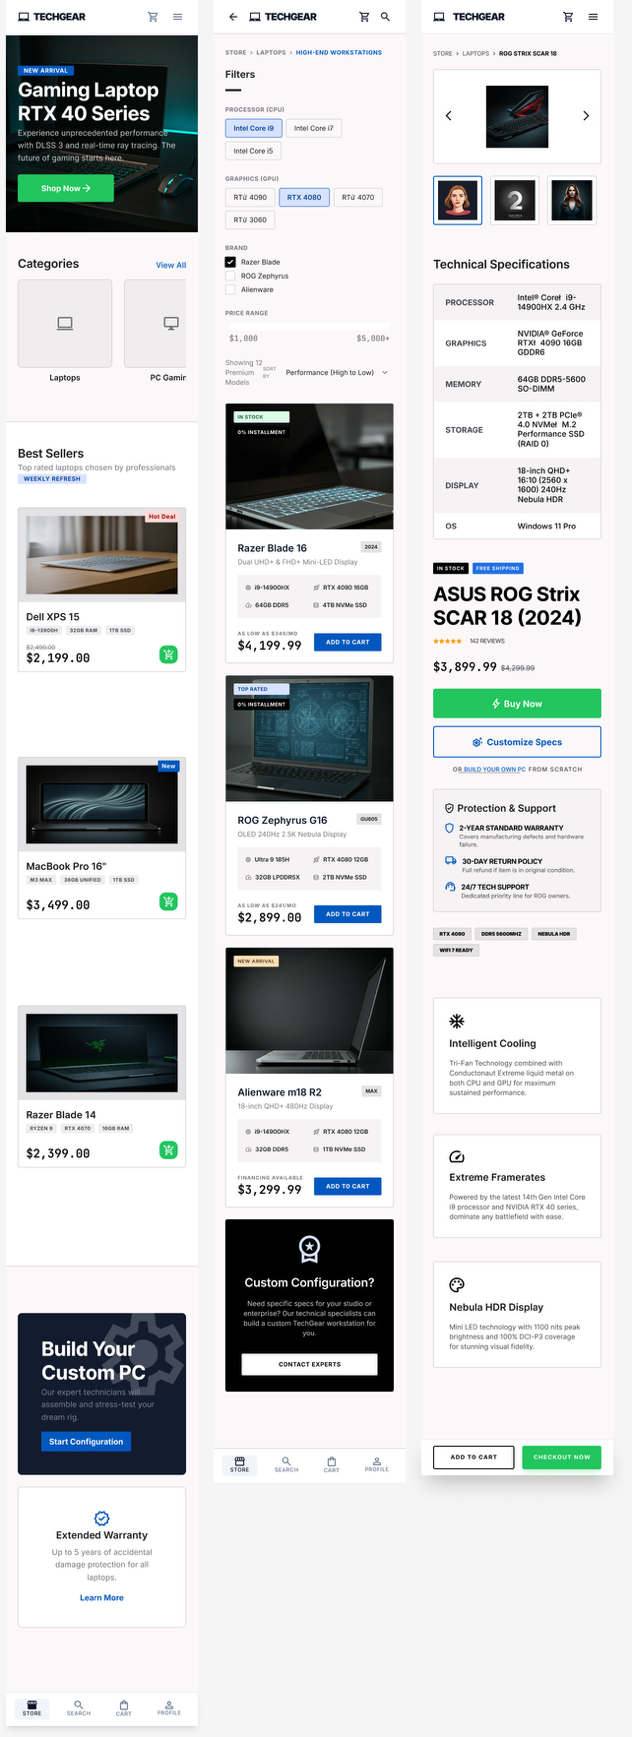 TECHGEAR
NEW ARRIVAL
Gaming Laptop
RTX 40 Series
Experience unprecedented performance
with DLSS 3 and real-time ray tracing. The
future of gaming starts here.
Shop Now
Categories
View All
Laptops
PC Gamin
Best Sellers
Top rated laptops chosen by professionals
WEEKLY REFRESH
Hot Deal
Dell XPS 15
I9-13900H 32GB RAM 1TB SSD
$2,499.00
$2,199.00
New
MacBook Pro 16"
M3 MAX 36GB UNIFIED 1TB SSD
$3,499.00
Razer Blade 14
RYZEN 9 RTX 4070 16GB RAM
$2,399.00
Build Your
Custom PC
Our expert technicians will
assemble and stress-test your
dream rig.
Start Configuration
Extended Warranty
Up to 5 years of accidental
damage protection for all
laptops.
Learn More
STORE SEARCH CART PROFILE
TECHGEAR
STORE > LAPTOPS > HIGH-END WORKSTATIONS
Filters
PROCESSOR (CPU)
Intel Core i9 Intel Core i7
Intel Core i5
GRAPHICS (GPU)
4090 RTX 4080 4070
3060
BRAND
Razer Blade
ROG Zephyrus
Alienware
PRICE RANGE
$1,000 $5,000+
Showing 12
Premium
Models
SORT
BY
Performance (High to Low)
IN STOCK
0% INSTALLMENT
Razer Blade 16
2024
Dual UHD+ & FHD+ Mini-LED Display
i9-14900HX RTX 4090 16GB
64GB DDR5 4TB NVMe SSD
AS LOW AS $349/MO
$4,199.99
ADD TO CART
TOP RATED
0% INSTALLMENT
ROG Zephyrus G16
GU605
OLED 240Hz 2.5K Nebula Display
Ultra 9 185H RTX 4080 12GB
32GB LPDDR5X 2TB NVMe SSD
AS LOW AS $241/MO
$2,899.00
ADD TO CART
NEW ARRIVAL
Alienware m18 R2
MAX
18-inch QHD+ 480Hz Display
i9-14900HX RTX 4080 12GB
32GB DDR5 1TB NVMe SSD
FINANCING AVAILABLE
$3,299.99
ADD TO CART
Custom Configuration?
Need specific specs for your studio or
enterprise? Our technical specialists can
build a custom TechGear workstation for
you.
CONTACT EXPERTS
STORE SEARCH CART PROFILE
TECHGEAR
STORE > LAPTOPS > ROG STRIX SCAR 18
2
Technical Specifications
PROCESSOR
Intel® i9-
14900HX 2.4 GHz
GRAPHICS
NVIDIA® GeForce
4090 16GB
GDDR6
MEMORY
64GB DDR5-5600
SO-DIMM
STORAGE
2TB + 2TB PCIe®
4.0 M.2
Performance SSD
(RAID 0)
DISPLAY
18-inch QHD+
16:10 (2560 x
1600) 240Hz
Nebula HDR
OS
Windows 11 Pro
IN STOCK FREE SHIPPING
ASUS ROG Strix
SCAR 18 (2024)
142 REVIEWS
$3,899.99 $4,299.99
Buy Now
Customize Specs
OR BUILD YOUR OWN PC FROM SCRATCH
Protection & Support
2-YEAR STANDARD WARRANTY
Covers manufacturing defects and hardware
failure.
30-DAY RETURN POLICY
Full refund if item is in original condition.
24/7 TECH SUPPORT
Dedicated priority line for ROG owners.
RTX 4090 DDR5 5600MHZ NEBULA HDR
WIFI 7 READY
Intelligent Cooling
Tri-Fan Technology combined with
Conductonaut Extreme liquid metal on
both CPU and GPU for maximum
sustained performance.
Extreme Framerates
Powered by the latest 14th Gen Intel Core
i9 processor and NVIDIA RTX 40 series,
dominate any battlefield with ease.
Nebula HDR Display
Mini LED technology with 1100 nits peak
brightness and 100% DCI-P3 coverage
for stunning visual fidelity.
ADD TO CART
CHECKOUT NOW